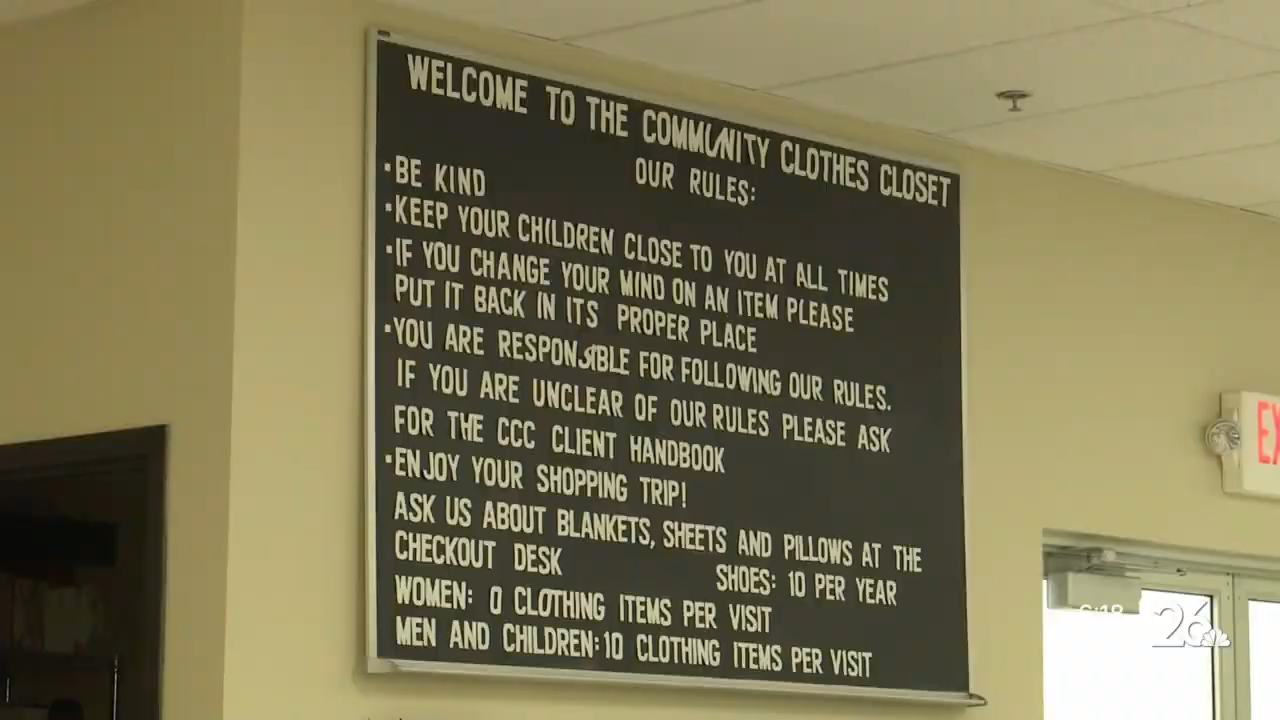 WELCOME TO THE COMMUNITY CLOTHES CLOSET
OUR RULES:
·BE KIND
·KEEP YOUR CHILDREN CLOSE TO YOU AT ALL TIMES
·IF YOU CHANGE YOUR MIND ON AN ITEM PLEASE
PUT IT BACK IN ITS PROPER PLACE
·YOU ARE RESPONSIBLE FOR FOLLOWING OUR RULES.
IF YOU ARE UNCLEAR OF OUR RULES PLEASE ASK
FOR THE CCC CLIENT HANDBOOK
·ENJOY YOUR SHOPPING TRIP!
ASK US ABOUT BLANKETS, SHEETS AND PILLOWS AT THE
CHECKOUT DESK SHOES: 10 PER YEAR
WOMEN: 0 CLOTHING ITEMS PER VISIT
MEN AND CHILDREN:10 CLOTHING ITEMS PER VISIT
EX
6:18 26